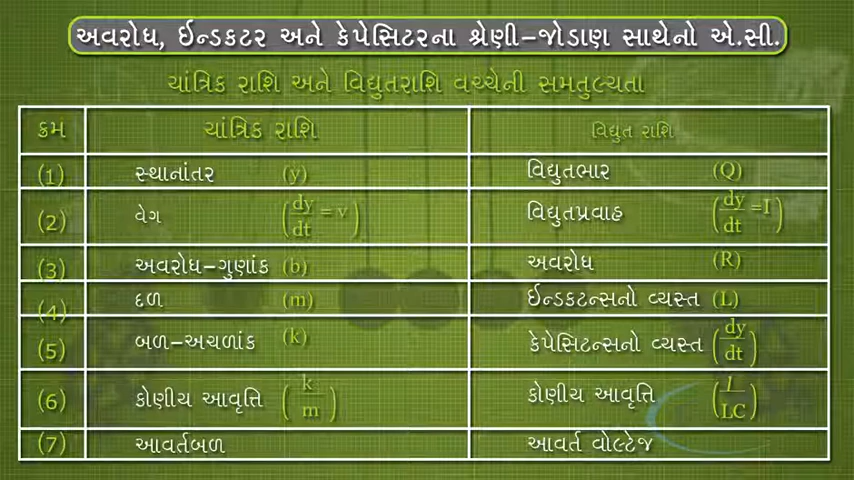 અવરોધ, ઈન્ડકટર અને કેપેસિટરના શ્રેણી-જોડાણ સાથેનો એ.સી.
યાંત્રિક રાશિ અને વિદ્યુતરાશિ વચ્ચેની સમતુલ્યતા
ક્રમ યાંત્રિક રાશિ વિદ્યુત રાશિ
(1) સ્થાનાંતર (y) વિદ્યુતભાર (Q)
(2) વેગ (dy/dt = v) વિદ્યુતપ્રવાહ (dy/dt =I)
(3) અવરોધ-ગુણાંક (b) અવરોધ (R)
(4) દળ (m) ઈન્ડકટન્સનો વ્યસ્ત (L)
(5) બળ-અચળાંક (k) કેપેસિટન્સનો વ્યસ્ત (dy/dt)
(6) કોણીય આવૃત્તિ (k/m) કોણીય આવૃત્તિ (1/LC)
(7) આવર્તબળ આવર્ત વોલ્ટેજ